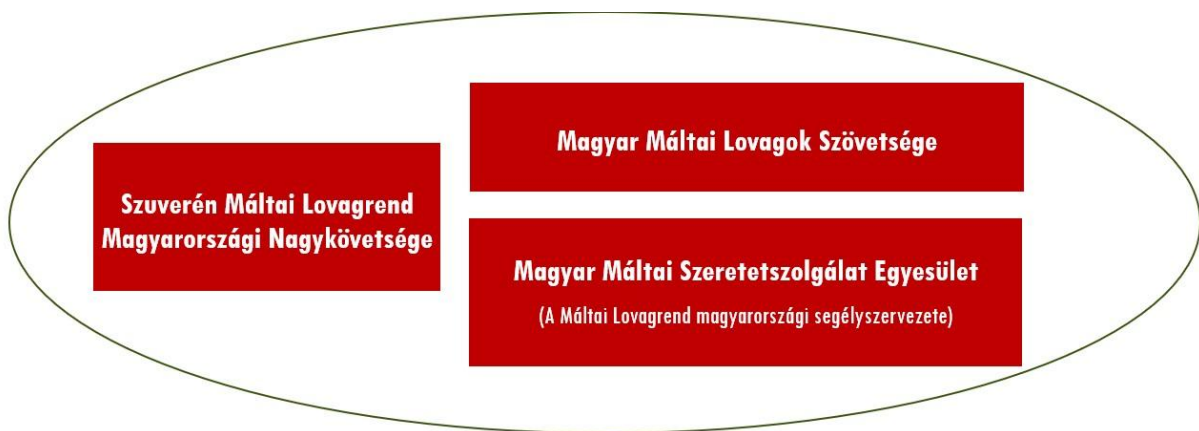 Szuverén Máltai Lovagrend
Magyarországi Nagykövetsége
Magyar Máltai Lovagok Szövetsége
Magyar Máltai Szeretetszolgálat Egyesület
(A Máltai Lovagrend magyarországi segélyszervezete)